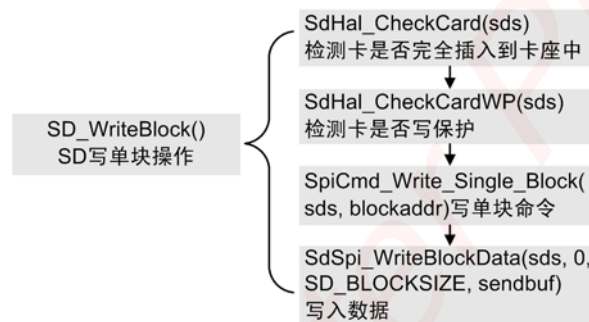 SD_WriteBlock()
SD写单块操作
SdHal_CheckCard(sds)
检测卡是否完全插入到卡座中
SdHal_CheckCardWP(sds)
检测卡是否写保护
SpiCmd_Write_Single_Block(
sds, blockaddr)写单块命令
SdSpi_WriteBlockData(sds, 0,
SD_BLOCKSIZE, sendbuf)
写入数据